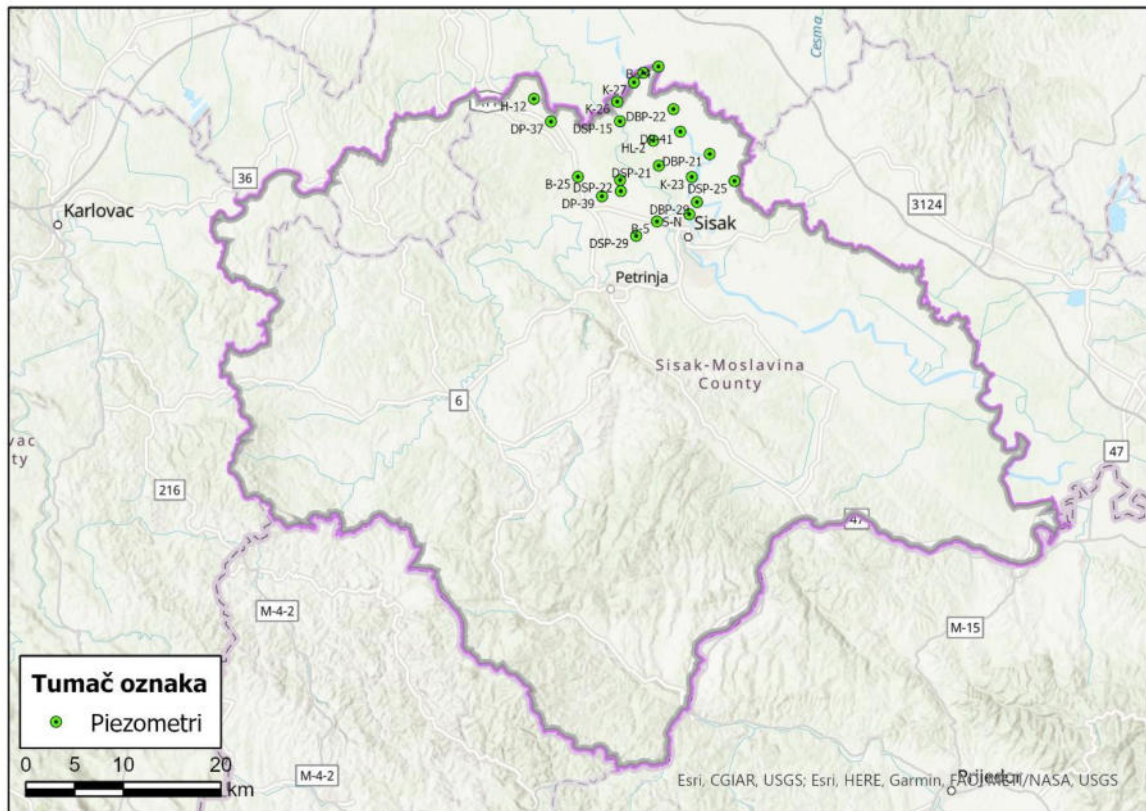 Cesma
B-
K-27
H-12
K-26
DBP-22
DP-37
DSP-15
HL-2
36
B-25
DSP-21
DBP-21
DSP-22
K-23
DSP-25
DP-39
Karlovac
3124
DBP-29
S-N
Sisak
B-5
DSP-29
Petrinja
Sisak-Moslavina
County
6
47
216
47
M-4-2
M-15
Tumač oznaka
Piezometri
0 5 10 20
km
M-4-2
Prijedor
Esri, CGIAR, USGS; Esri, HERE, Garmin, FAO, METI/NASA, USGS